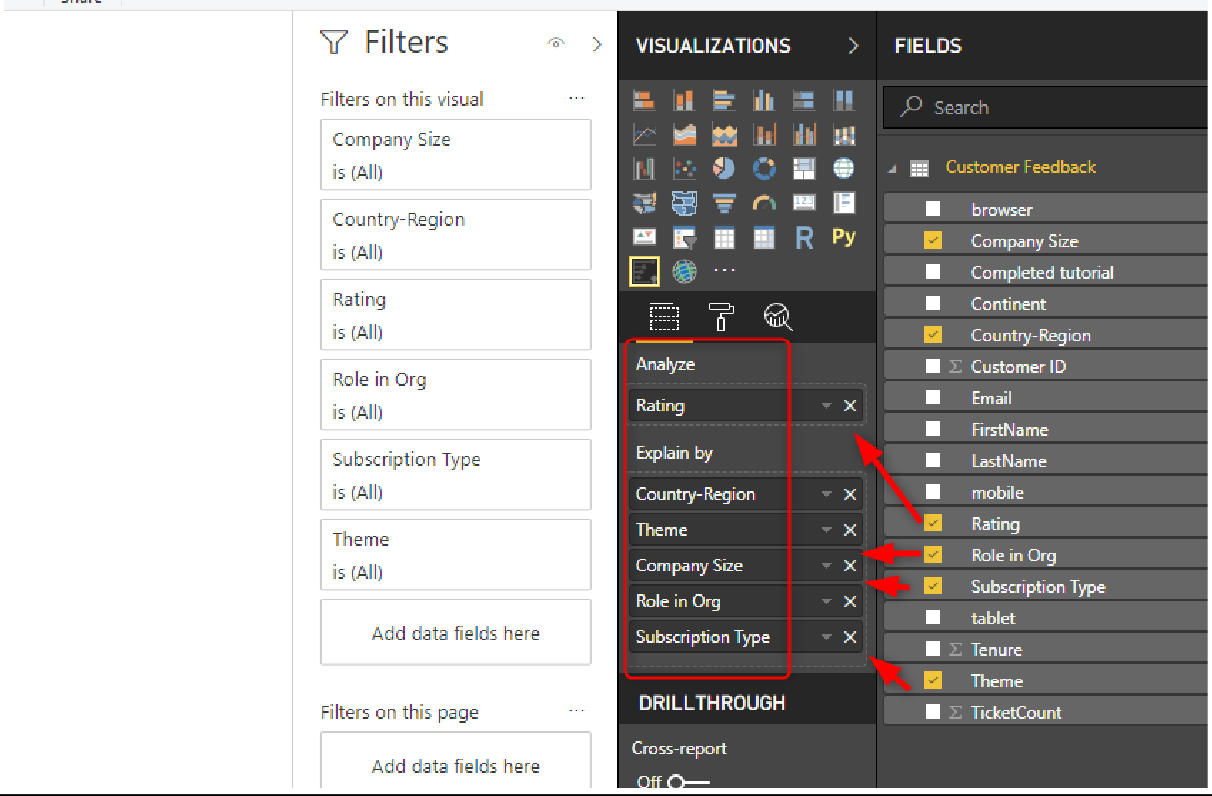 Share
Filters
Filters on this visual ...
Company Size
is (All)
Country-Region
is (All)
Rating
is (All)
Role in Org
is (All)
Subscription Type
is (All)
Theme
is (All)
Add data fields here
Filters on this page ...
Add data fields here
VISUALIZATIONS
123
R Py
...
Analyze
Rating
Explain by
Country-Region
Theme
Company Size
Role in Org
Subscription Type
DRILLTHROUGH
Cross-report
Off
FIELDS
Search
Customer Feedback
browser
Company Size
Completed tutorial
Continent
Country-Region
Σ Customer ID
Email
FirstName
LastName
mobile
Rating
Role in Org
Subscription Type
tablet
Σ Tenure
Theme
Σ TicketCount